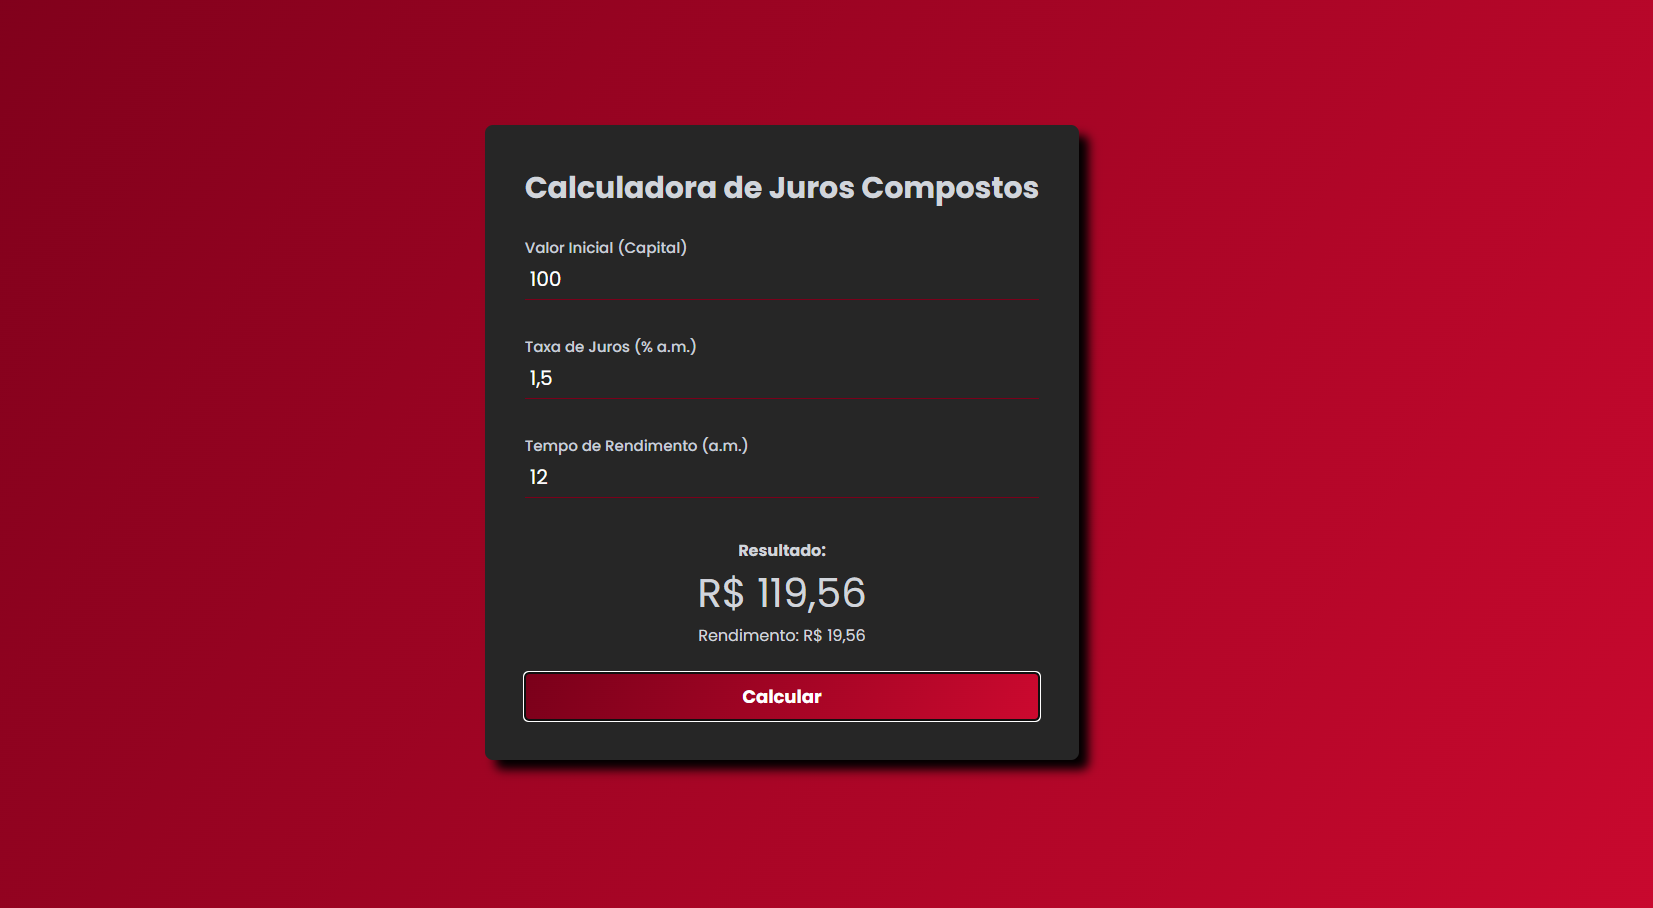 Calculadora de Juros Compostos
Valor Inicial (Capital)
100
Taxa de Juros (% a.m.)
1,5
Tempo de Rendimento (a.m.)
12
Resultado:
R$ 119,56
Rendimento: R$ 19,56
Calcular